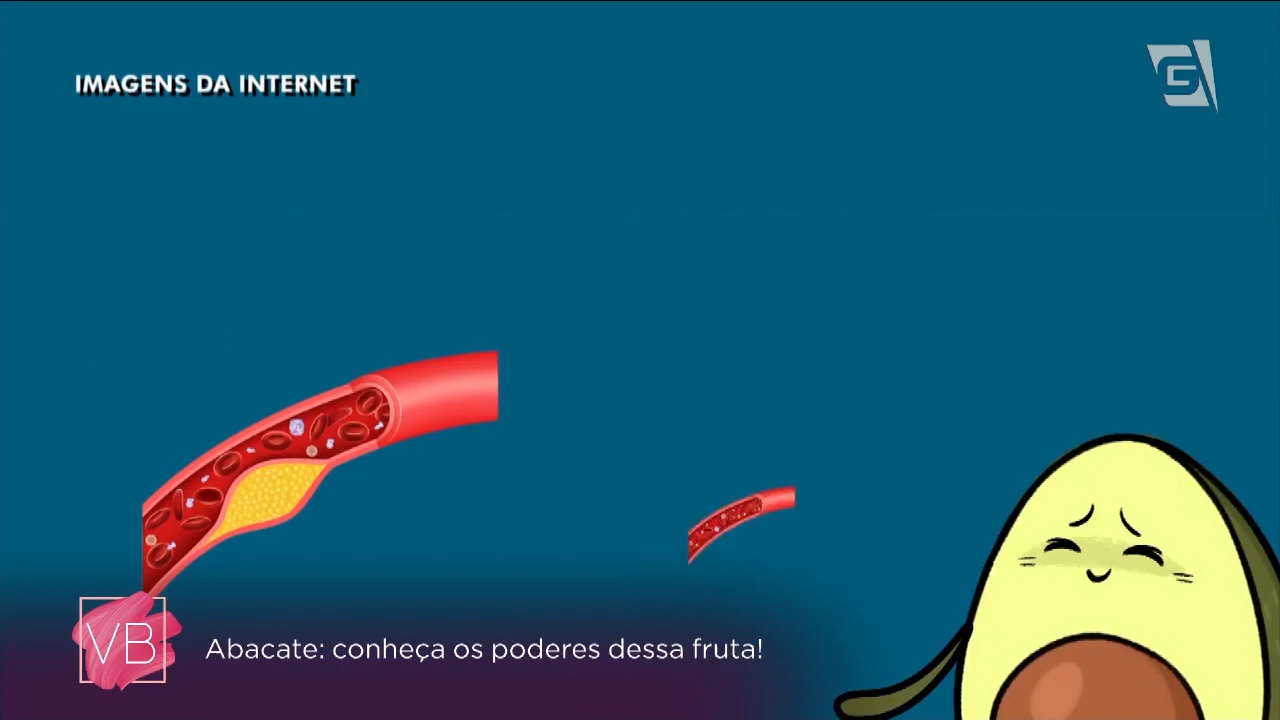 IMAGENS DA INTERNET
G
VB
Abacate: conheça os poderes dessa fruta!